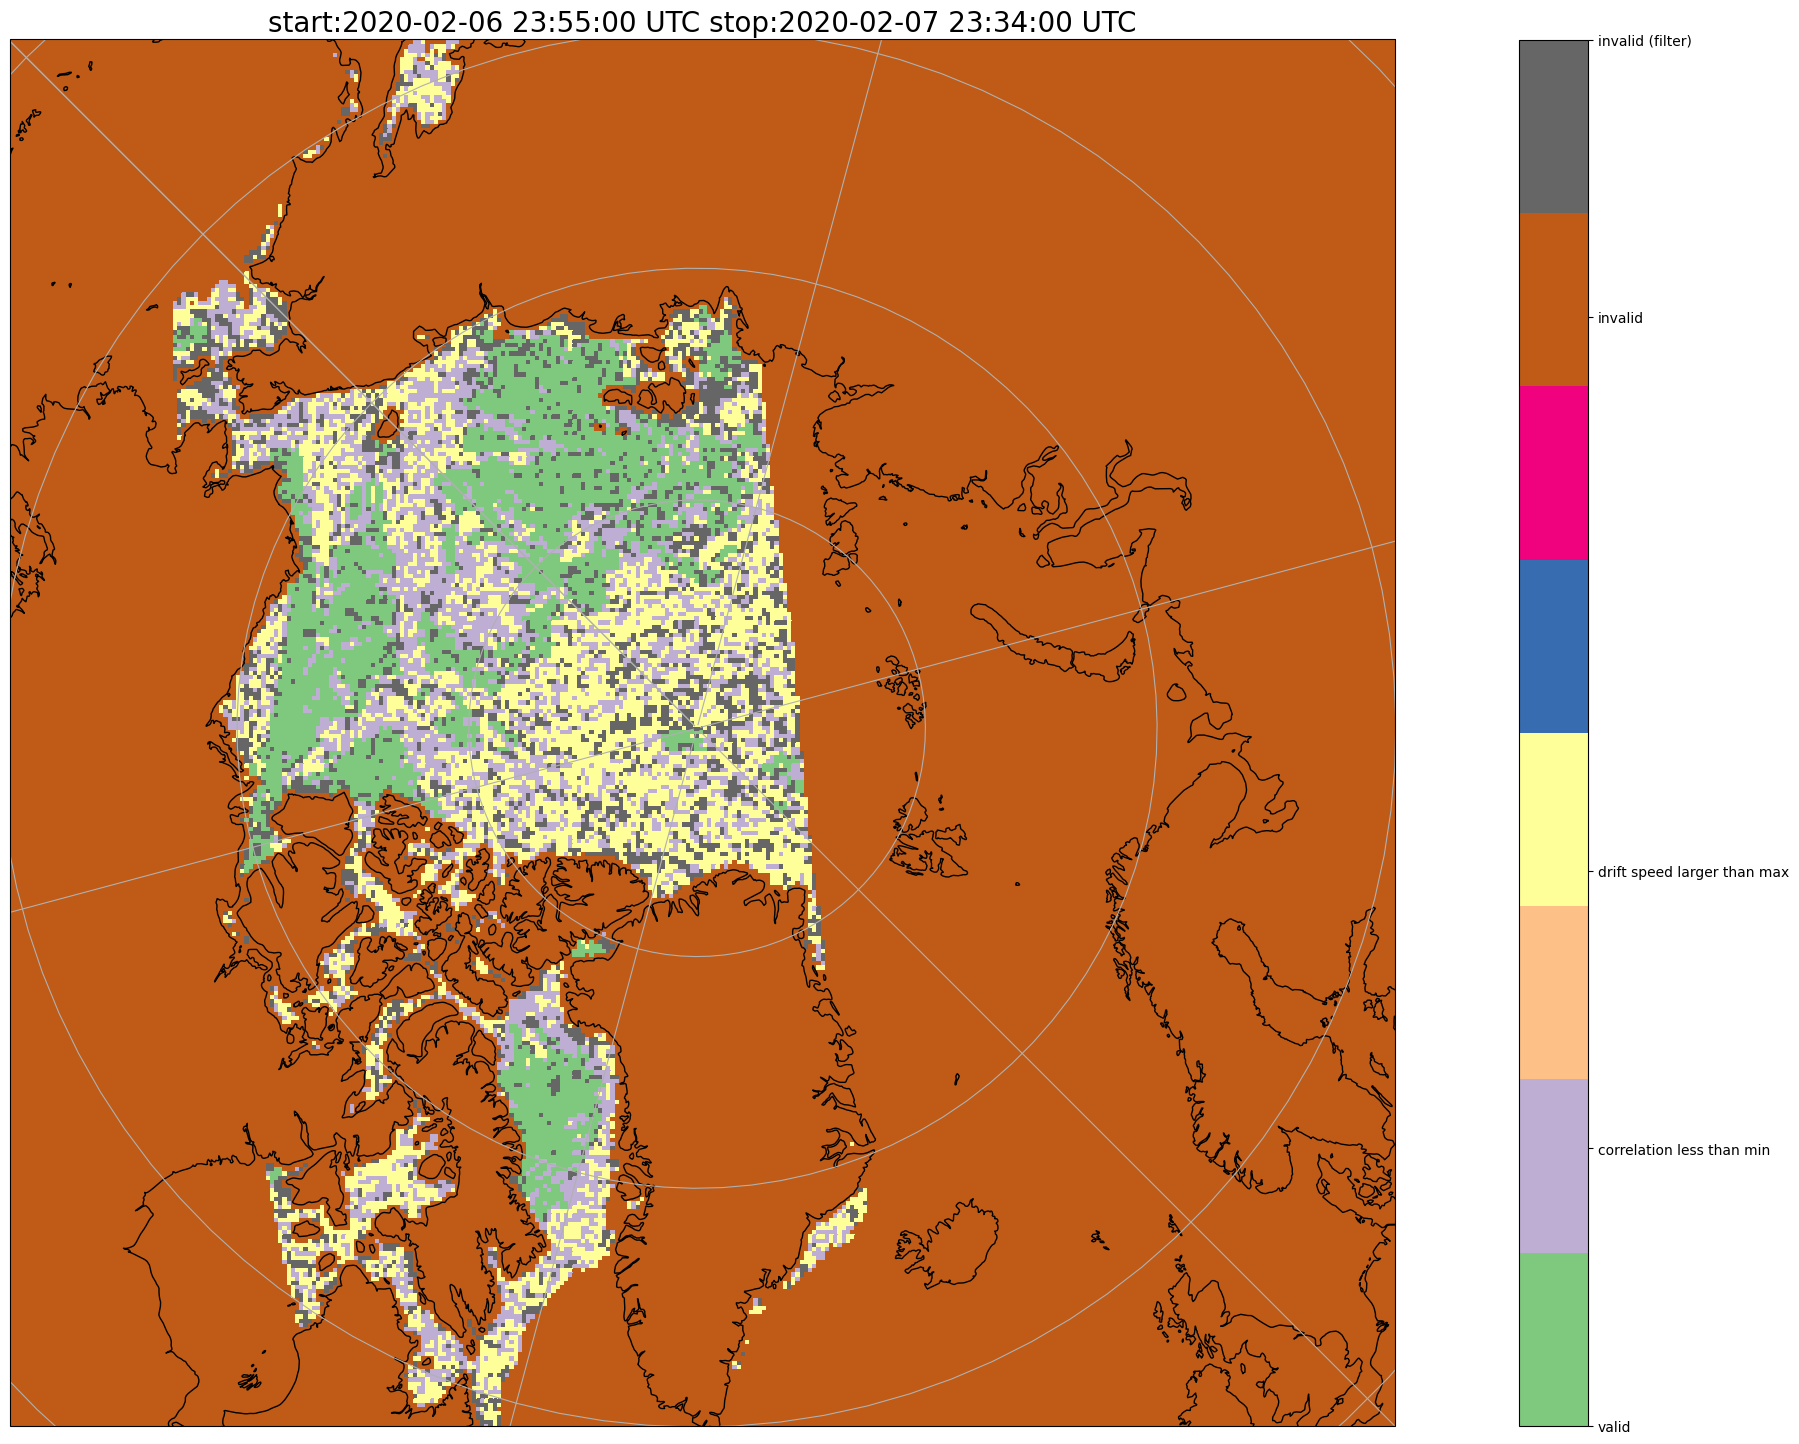 start:2020-02-06 23:55:00 UTC stop:2020-02-07 23:34:00 UTC
invalid (filter)
invalid
drift speed larger than max
correlation less than min
valid